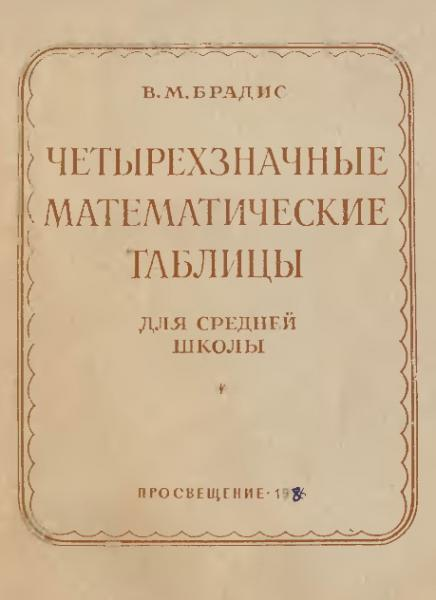 В. М. БРАДИС
ЧЕТЫРЕХЗНАЧНЫЕ
МАТЕМАТИЧЕСКИЕ
ТАБЛИЦЫ
ДЛЯ СРЕДНЕЙ
ШКОЛЫ
ПРОСВЕЩЕНИЕ ·